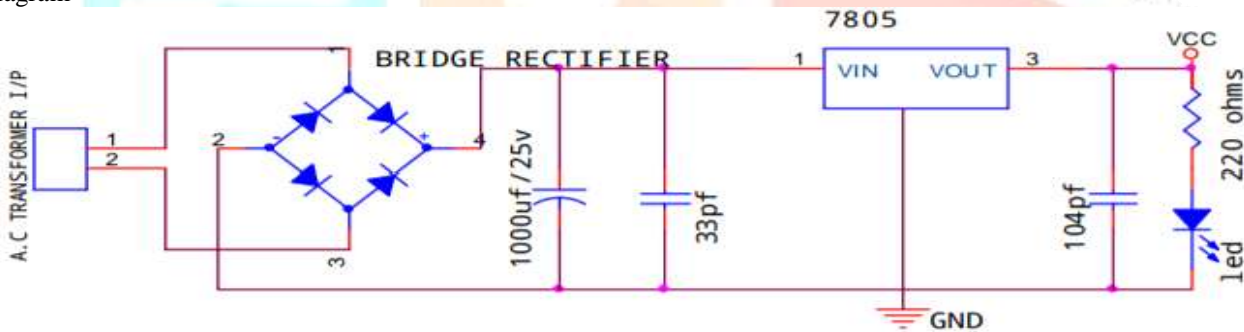 7805
BRIDGE RECTIFIER
VCC
A.C TRANSFORMER I/P
1
2
1
2
-
+
4
3
1000uf/25v
33pf
1
VIN
VOUT
3
104pf
220 ohms
led
GND